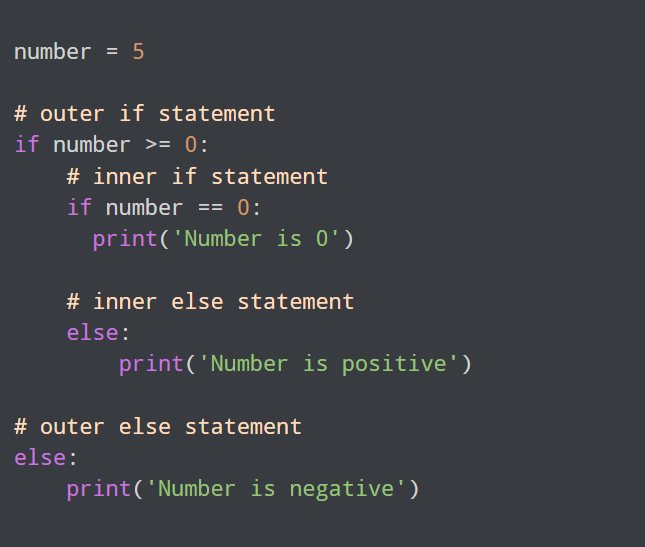 number = 5
# outer if statement
if number >= 0:
    # inner if statement
    if number == 0:
      print('Number is 0')
    # inner else statement
    else:
        print('Number is positive')
# outer else statement
else:
    print('Number is negative')